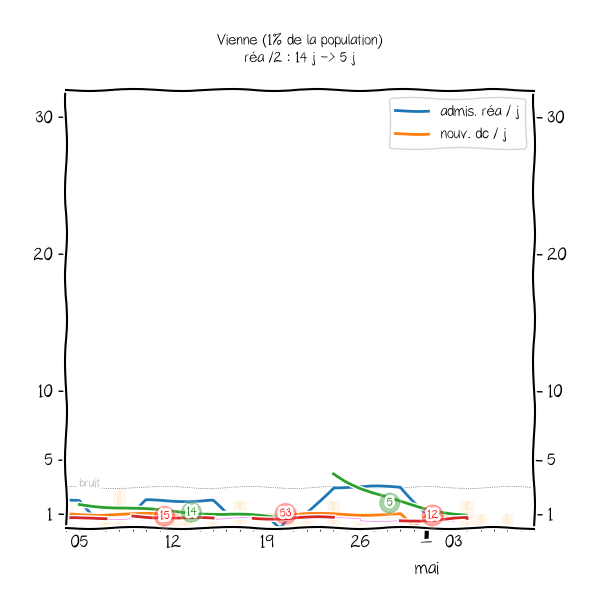 Vienne (1% de la population)
réa /2 : 14 j -> 5 j
admis. réa / j
nouv. dc / j
30 30
20 20
10 10
5 5
bruit
1 1
15 14 53 5 12
05 12 19 26 1 03
mai